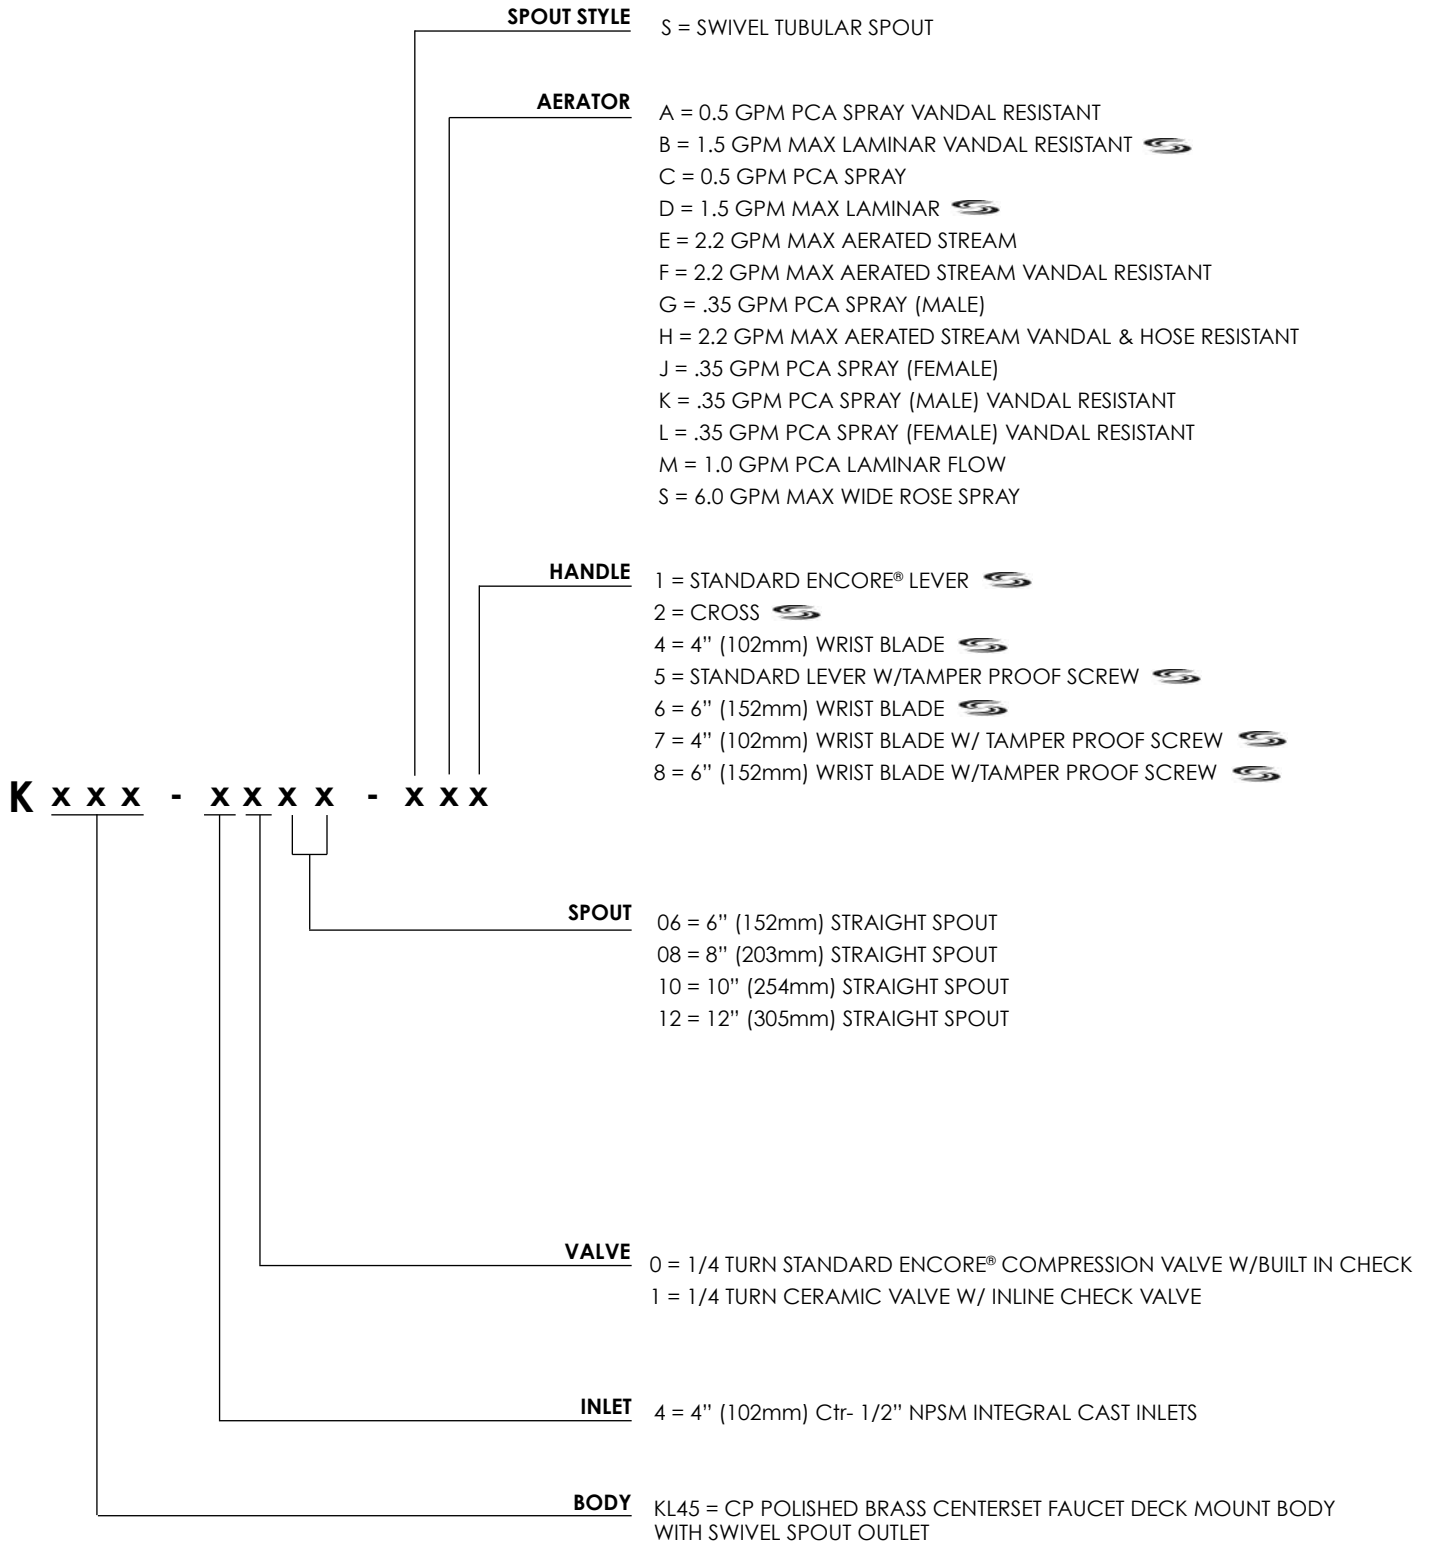 SPOUT STYLE
S = SWIVEL TUBULAR SPOUT
AERATOR
A = 0.5 GPM PCA SPRAY VANDAL RESISTANT
B = 1.5 GPM MAX LAMINAR VANDAL RESISTANT
C = 0.5 GPM PCA SPRAY
D = 1.5 GPM MAX LAMINAR
E = 2.2 GPM MAX AERATED STREAM
F = 2.2 GPM MAX AERATED STREAM VANDAL RESISTANT
G = .35 GPM PCA SPRAY (MALE)
H = 2.2 GPM MAX AERATED STREAM VANDAL & HOSE RESISTANT
J = .35 GPM PCA SPRAY (FEMALE)
K = .35 GPM PCA SPRAY (MALE) VANDAL RESISTANT
L = .35 GPM PCA SPRAY (FEMALE) VANDAL RESISTANT
M = 1.0 GPM PCA LAMINAR FLOW
S = 6.0 GPM MAX WIDE ROSE SPRAY
HANDLE
1 = STANDARD ENCORE® LEVER
2 = CROSS
4 = 4” (102mm) WRIST BLADE
5 = STANDARD LEVER W/TAMPER PROOF SCREW
6 = 6” (152mm) WRIST BLADE
7 = 4” (102mm) WRIST BLADE W/ TAMPER PROOF SCREW
8 = 6” (152mm) WRIST BLADE W/TAMPER PROOF SCREW
K x x x - x x x x - x x x
SPOUT
06 = 6” (152mm) STRAIGHT SPOUT
08 = 8” (203mm) STRAIGHT SPOUT
10 = 10” (254mm) STRAIGHT SPOUT
12 = 12” (305mm) STRAIGHT SPOUT
VALVE
0 = 1/4 TURN STANDARD ENCORE® COMPRESSION VALVE W/BUILT IN CHECK
1 = 1/4 TURN CERAMIC VALVE W/ INLINE CHECK VALVE
INLET
4 = 4” (102mm) Ctr- 1/2” NPSM INTEGRAL CAST INLETS
BODY
KL45 = CP POLISHED BRASS CENTERSET FAUCET DECK MOUNT BODY
WITH SWIVEL SPOUT OUTLET